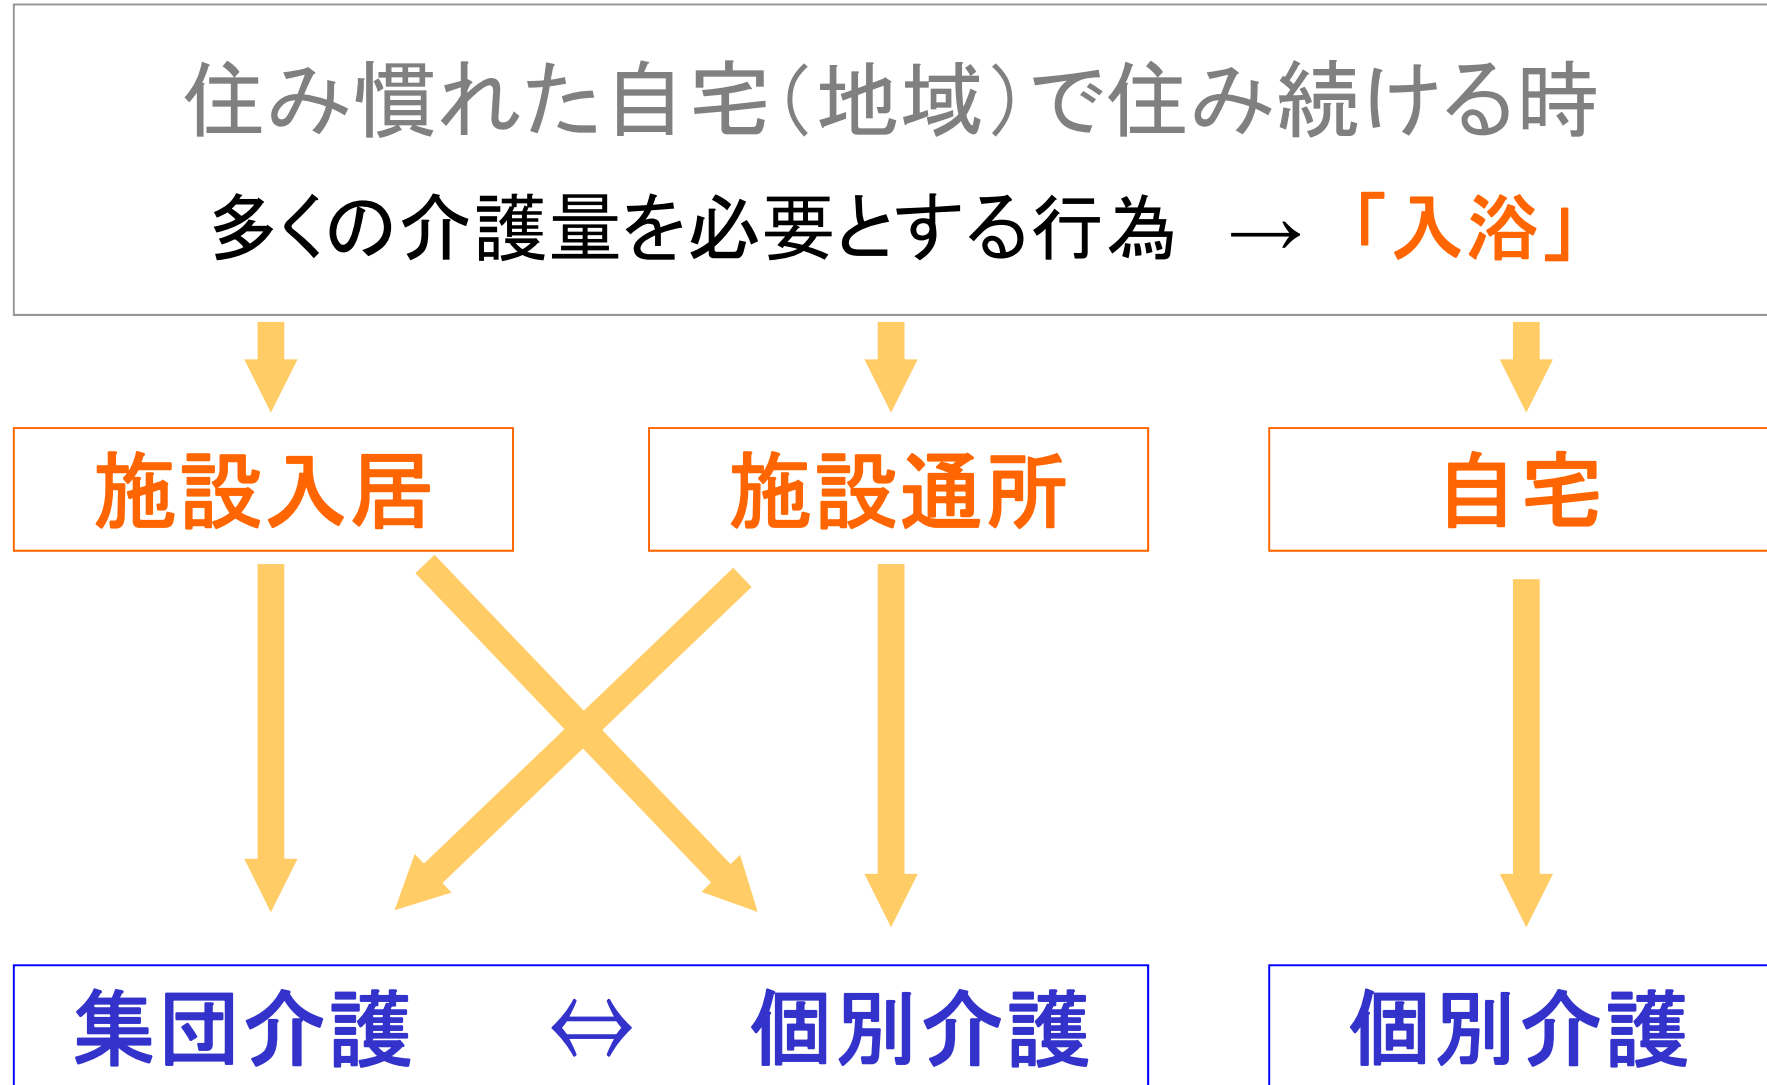 住み慣れた自宅（地域）で住み続ける時
多くの介護量を必要とする行為 → 「入浴」
施設入居 施設通所 自宅
集団介護 ⇔ 個別介護 個別介護